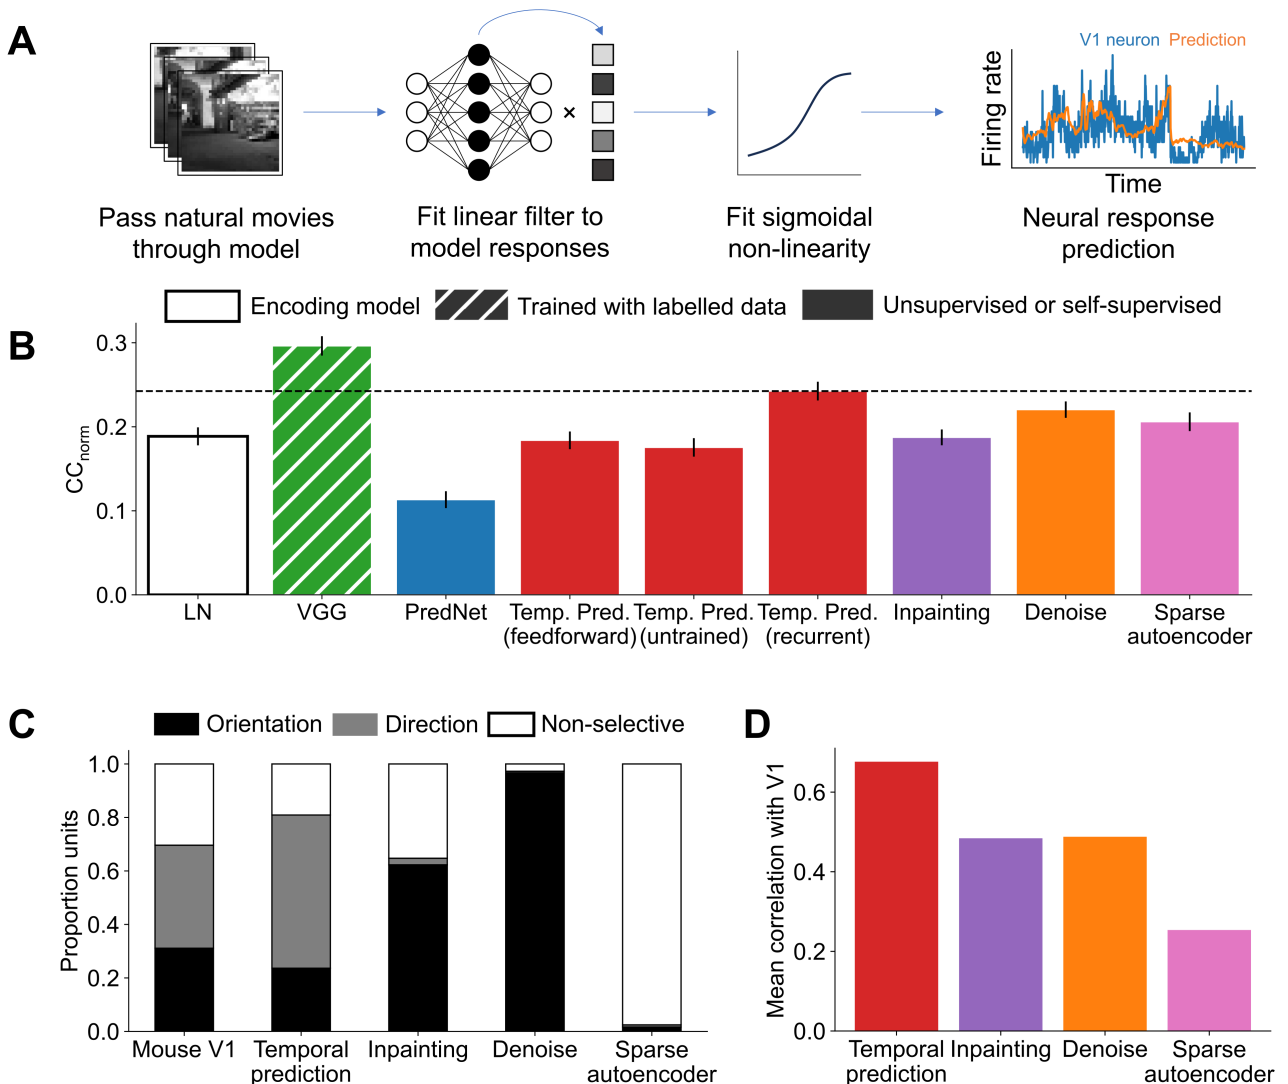 A
V1 neuron Prediction
Firing rate
Time
×
Pass natural movies
through model
Fit linear filter to
model responses
Fit sigmoidal
non-linearity
Neural response
prediction
Encoding model
Trained with labelled data
Unsupervised or self-supervised
B
CCnorm
0.3
0.2
0.1
0.0
LN
VGG
PredNet
Temp. Pred.
(feedforward)
Temp. Pred.
(untrained)
Temp. Pred.
(recurrent)
Inpainting
Denoise
Sparse
autoencoder
C
Orientation
Direction
Non-selective
Proportion units
1.0
0.8
0.6
0.4
0.2
0.0
Mouse V1
Temporal
prediction
Inpainting
Denoise
Sparse
autoencoder
D
Mean correlation with V1
0.6
0.4
0.2
0.0
Temporal
prediction
Inpainting
Denoise
Sparse
autoencoder